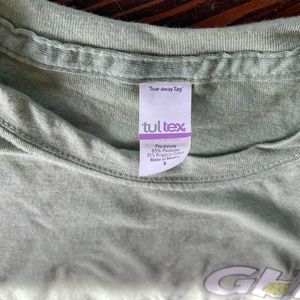 Tear-away Tag
tultex
Pre-shrunk
65% Polyester
35% Ringspun Cotton
Made in Mexico
S